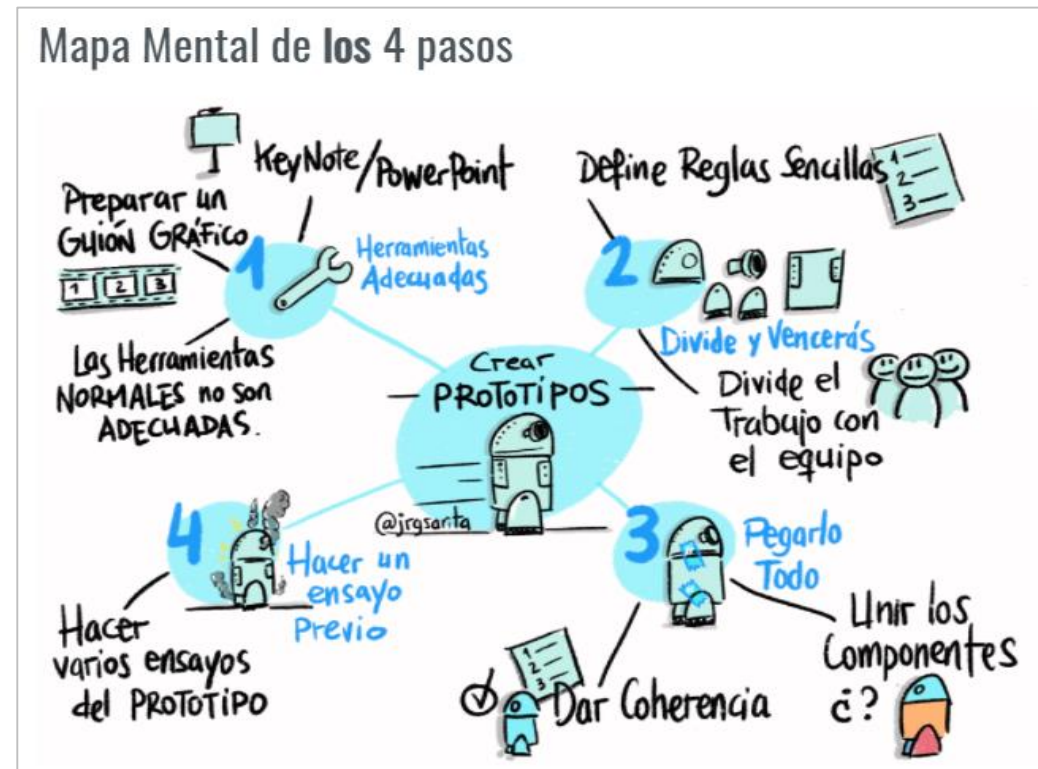 Mapa Mental de los 4 pasos
KeyNote/PowerPoint
Preparar un
GUIÓN GRÁFICO
1 2 3
1
Herramientas
Adecuadas
Las Herramientas
NORMALES no son
ADECUADAS.
Define Reglas Sencillas
1
2
3
2
Divide y Vencerás
Divide el
Trabajo con
el equipo
Crear
PROTOTIPOS
@jrgsarita
3
Pegarlo
Todo
Unir los
Componentes
¿?
1
2
3
Dar Coherencia
4
Hacer un
ensayo
Previo
Hacer
varios ensayos
del PROTOTIPO